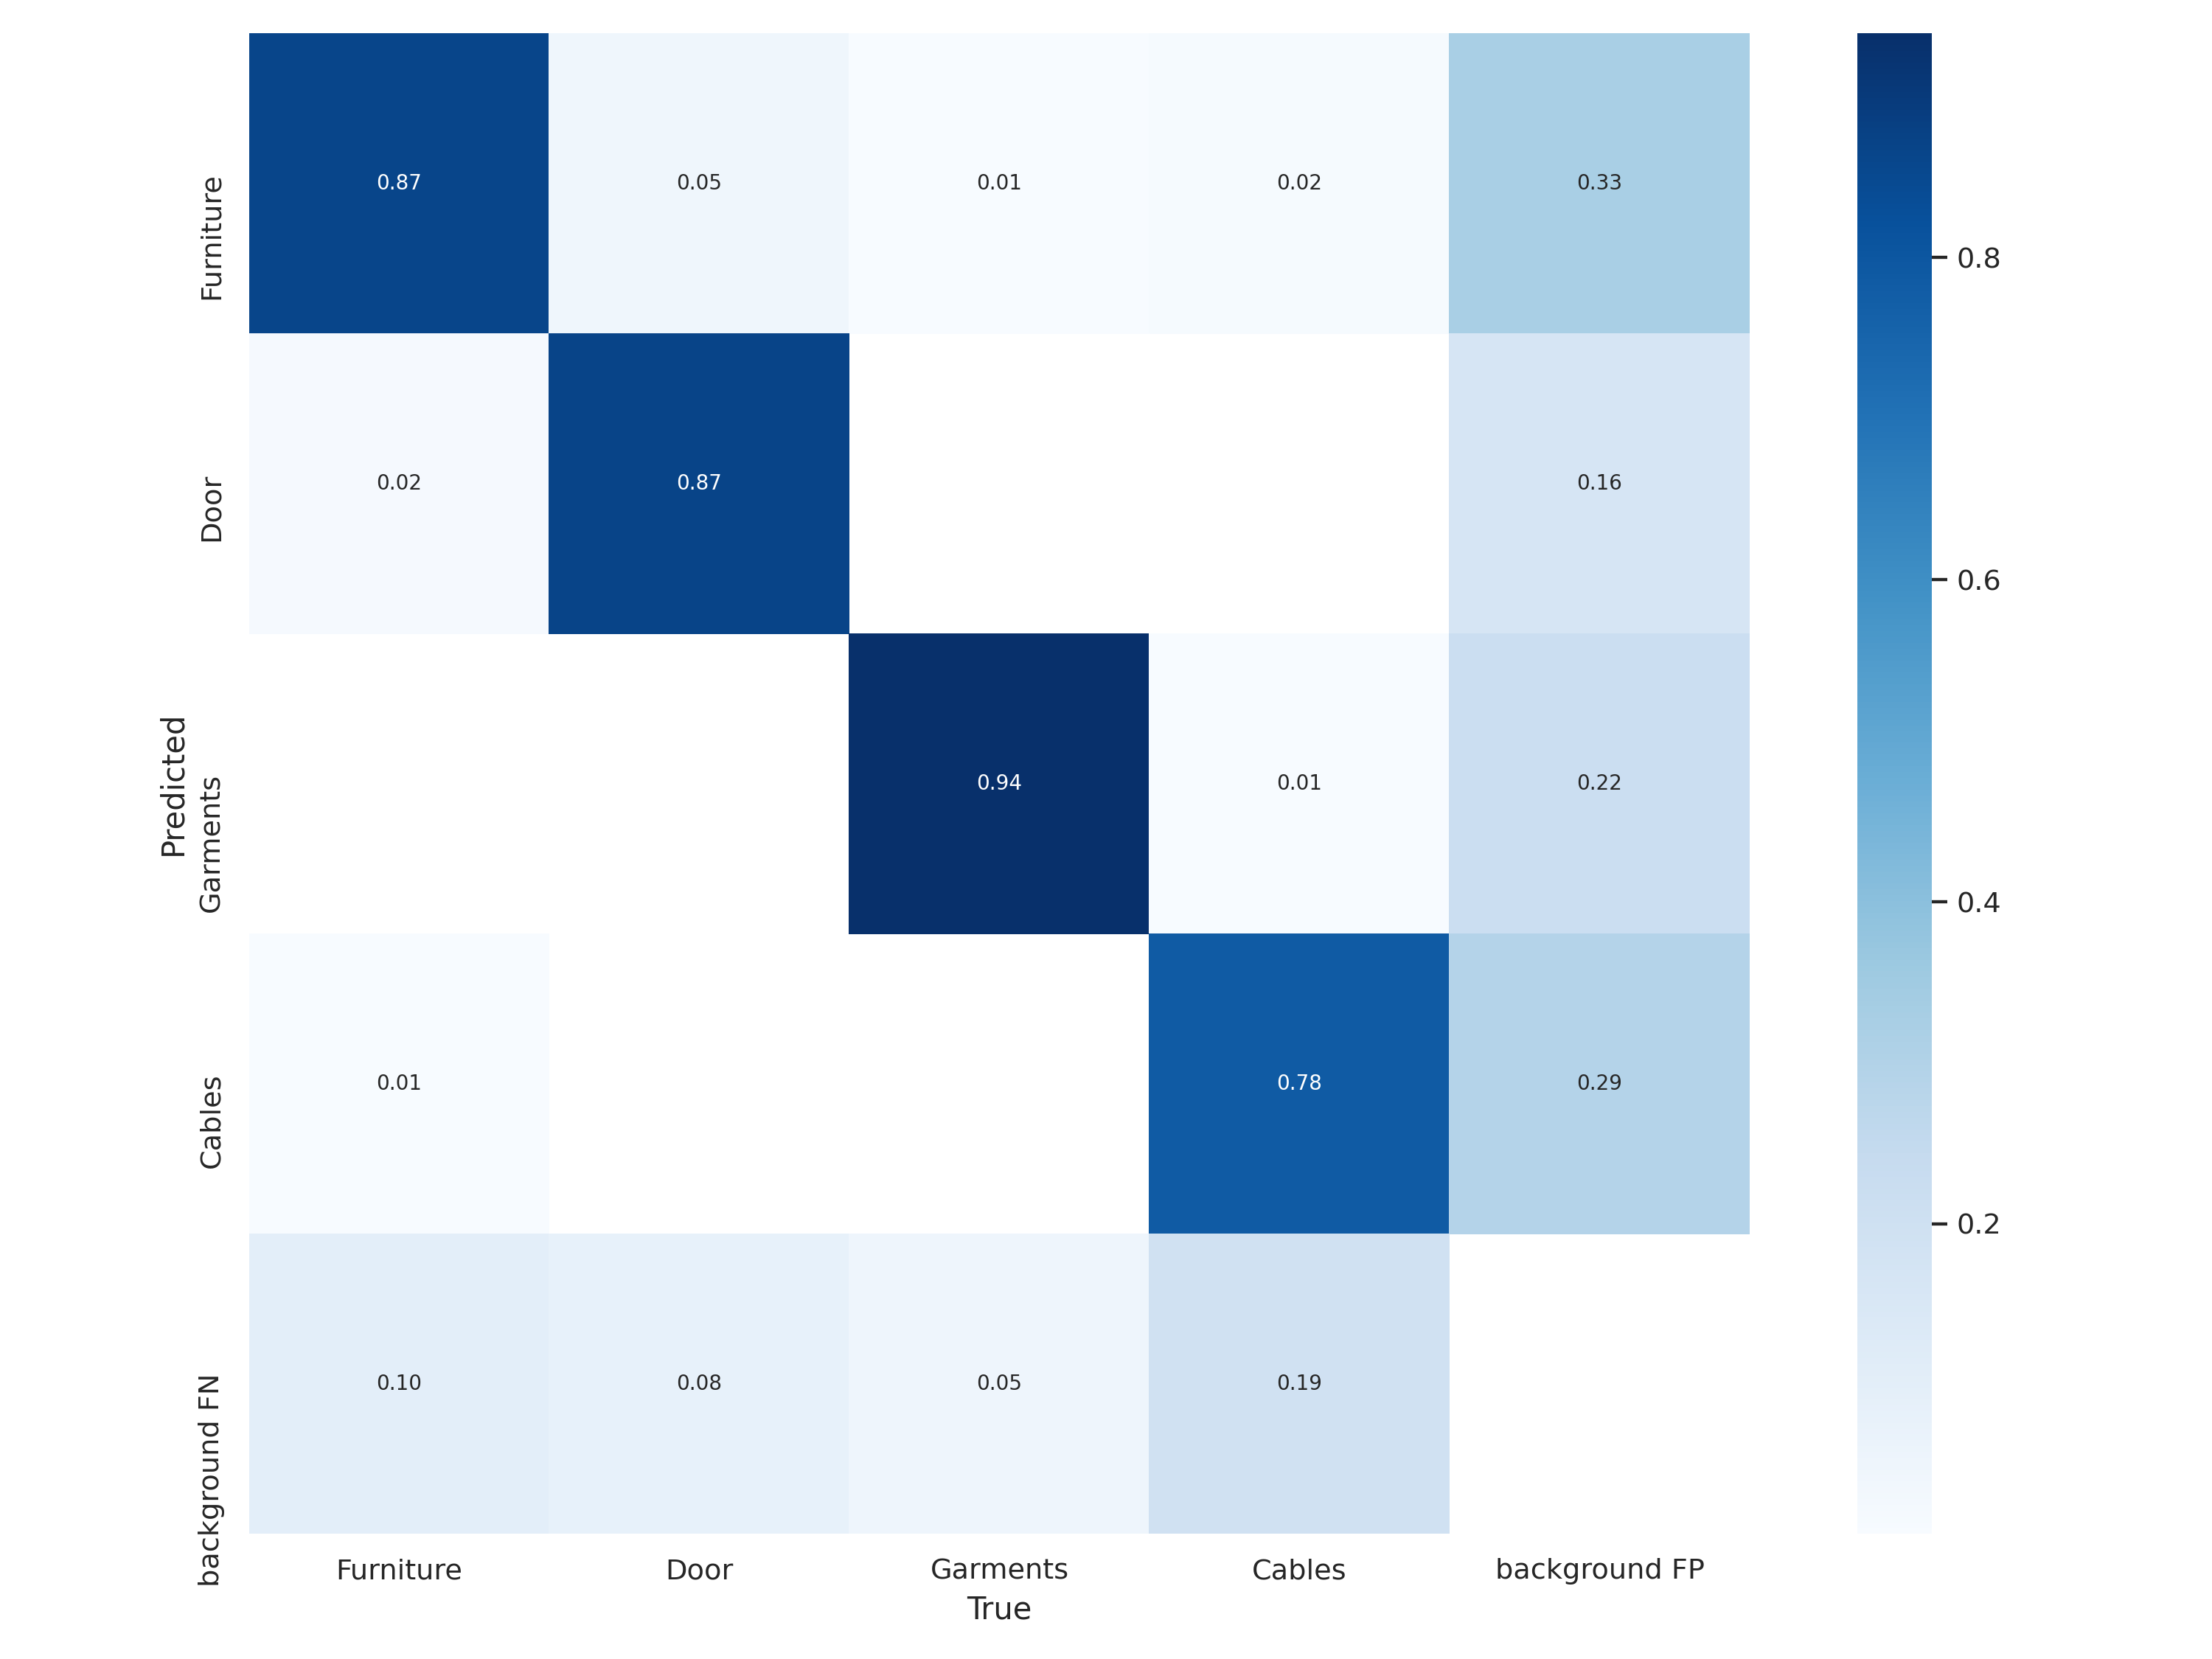 Furniture 0.87 0.05 0.01 0.02 0.33
Door 0.02 0.87 0.16
Garments 0.94 0.01 0.22
Cables 0.01 0.78 0.29
background FN 0.10 0.08 0.05 0.19
Predicted
Furniture Door Garments Cables background FP
True
0.8
0.6
0.4
0.2